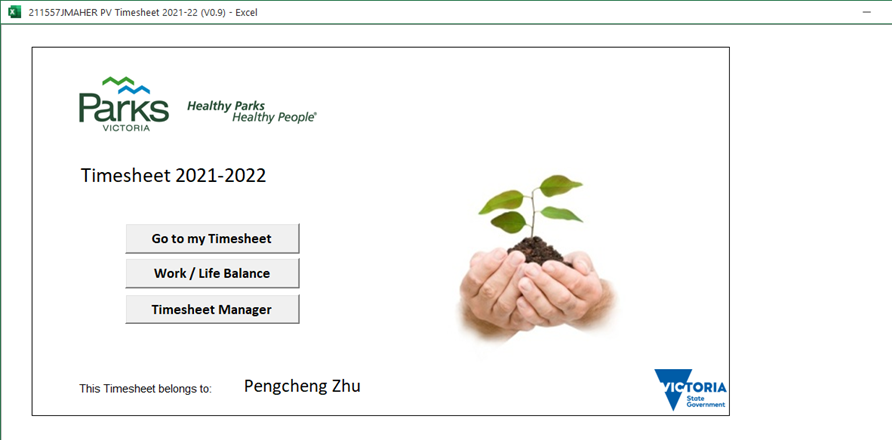 211557JMAHER PV Timesheet 2021-22 (V0.9) - Excel
Parks
VICTORIA
Healthy Parks
Healthy People®
Timesheet 2021-2022
Go to my Timesheet
Work / Life Balance
Timesheet Manager
This Timesheet belongs to: Pengcheng Zhu
VICTORIA
State
Government